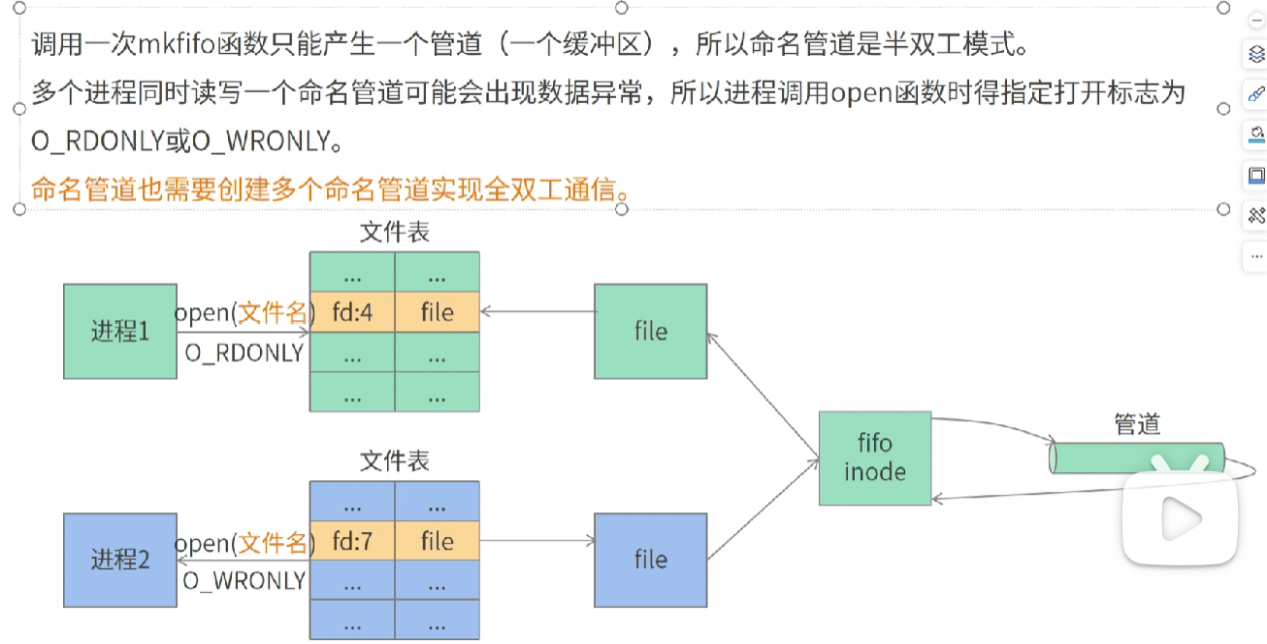 调用一次mkfifo函数只能产生一个管道（一个缓冲区），所以命名管道是半双工模式。
多个进程同时读写一个命名管道可能会出现数据异常，所以进程调用open函数时得指定打开标志为
O_RDONLY或O_WRONLY。
命名管道也需要创建多个命名管道实现全双工通信。
文件表
... ...
进程1 open(文件名) fd:4 file file
O_RDONLY
... ...
... ...
管道
fifo
inode
文件表
... ...
进程2 open(文件名) fd:7 file file
O_WRONLY
... ...
... ...